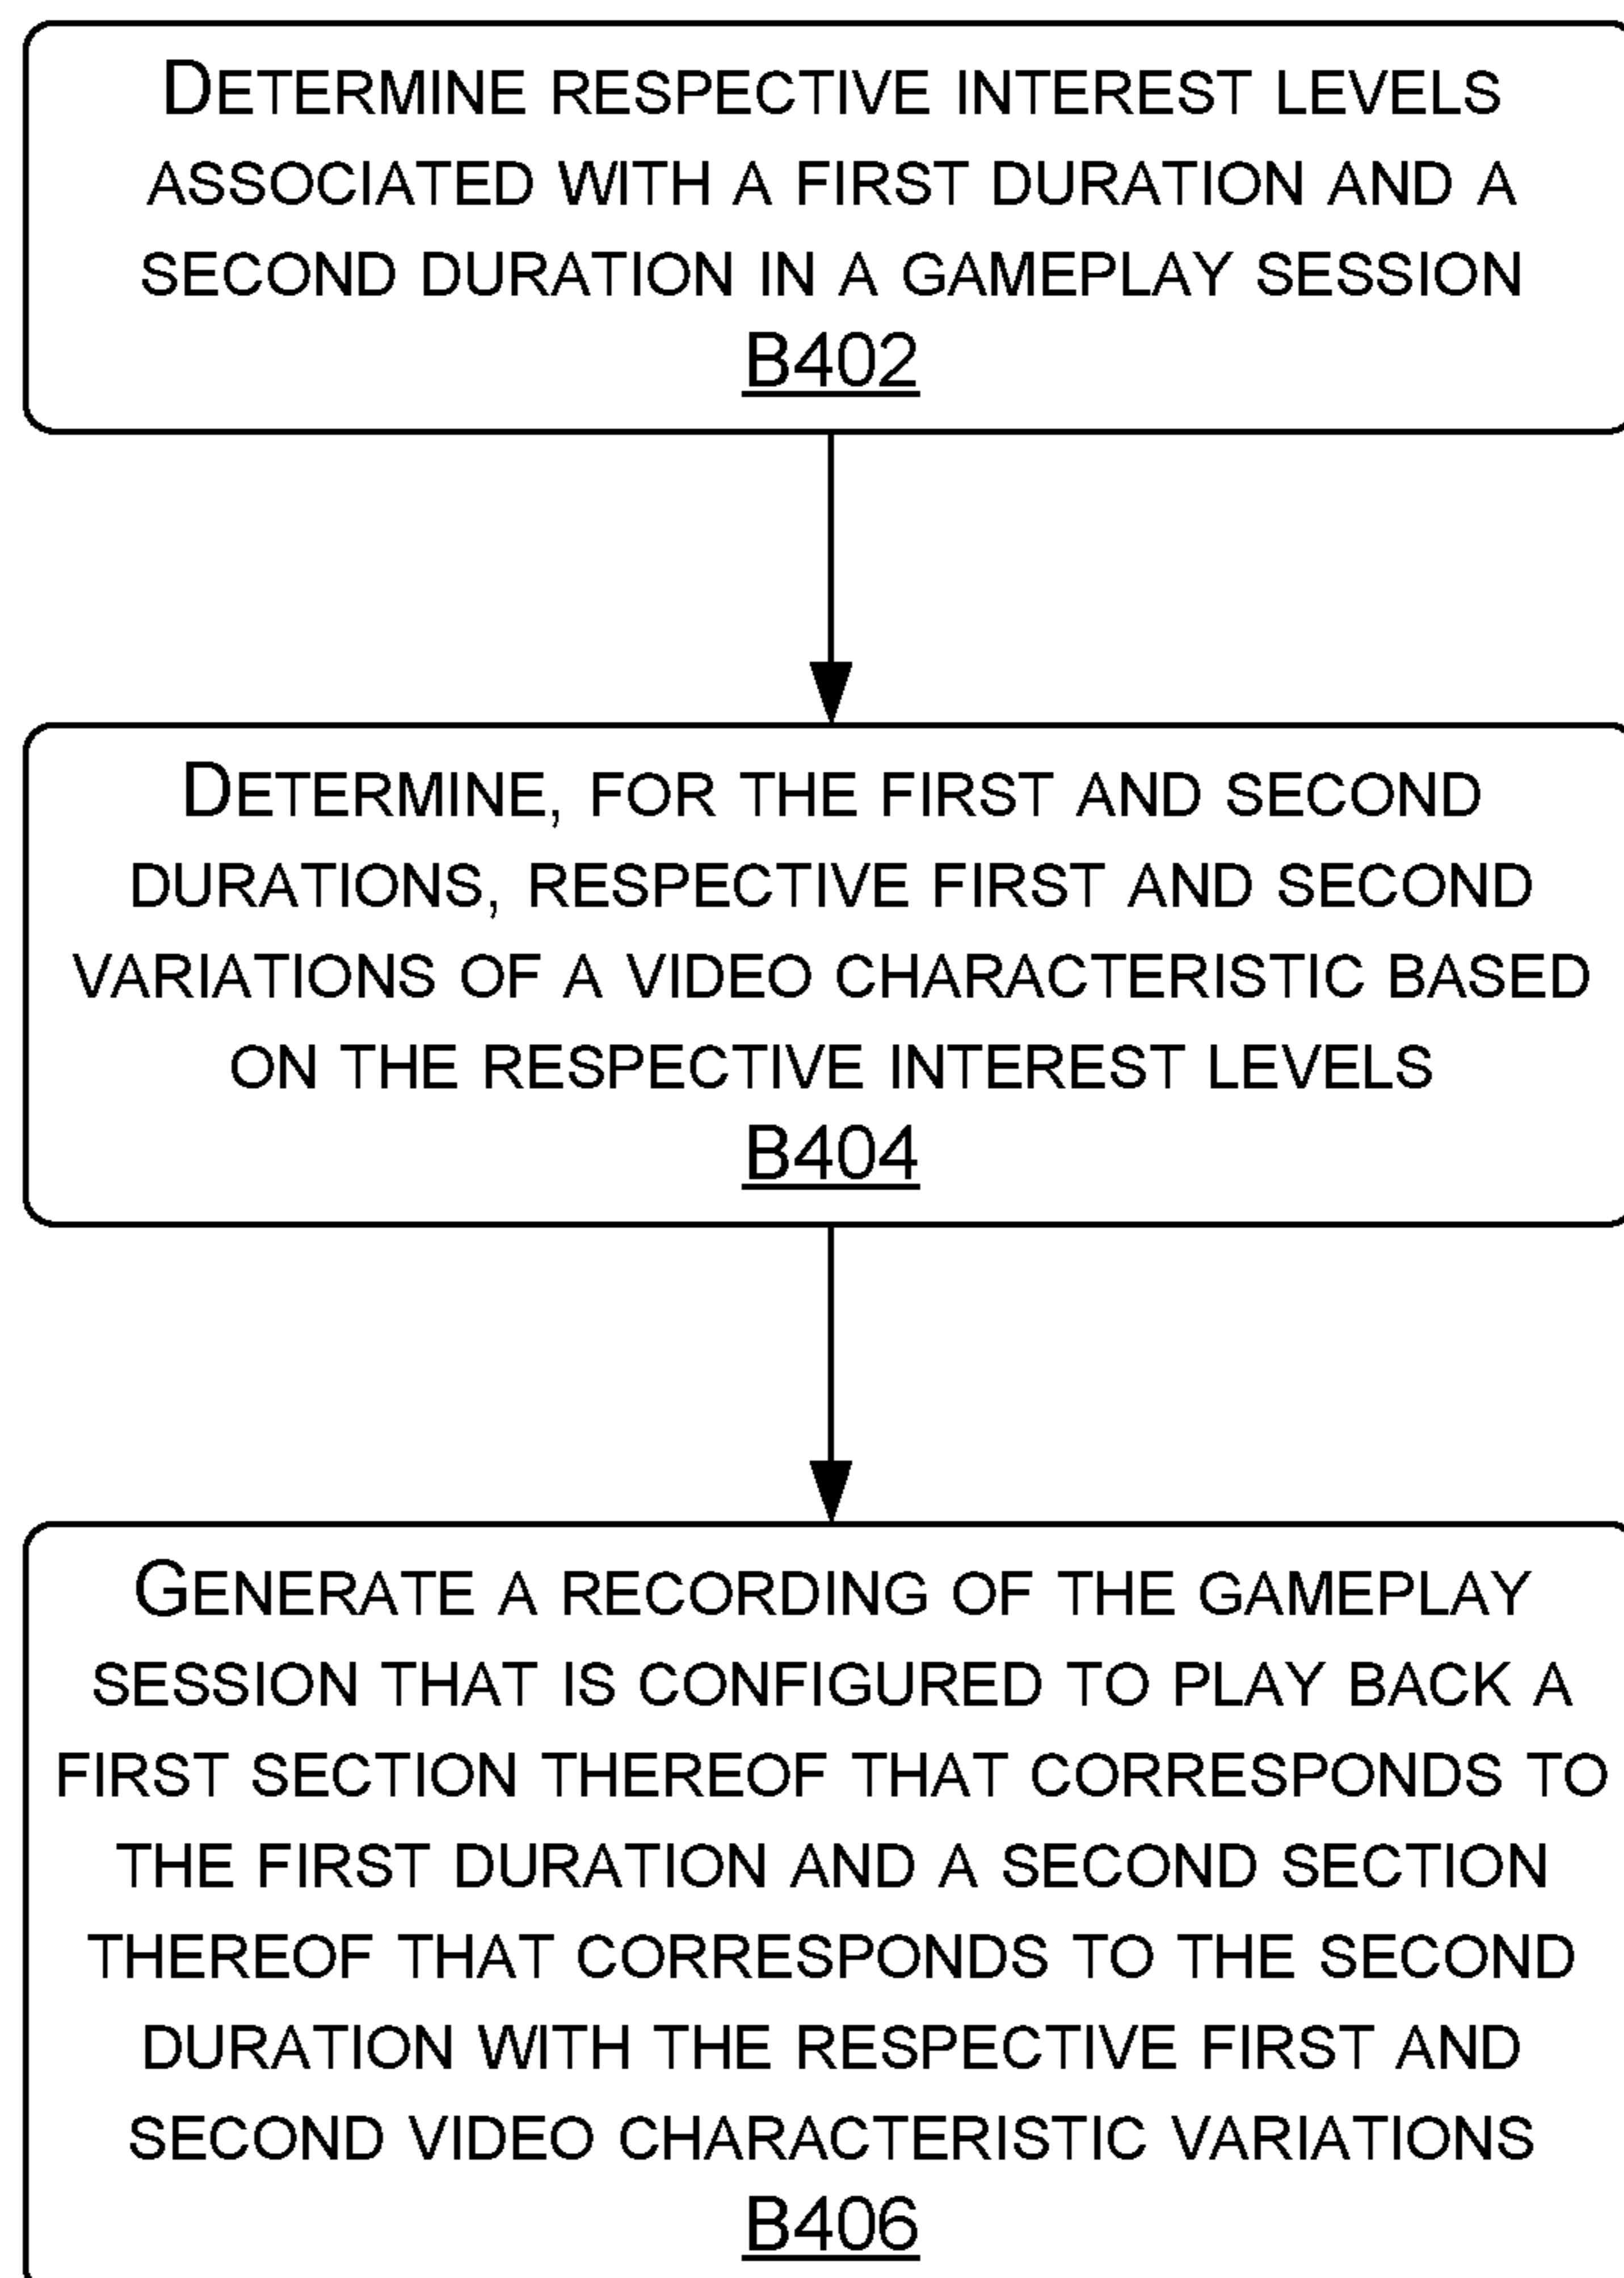 DETERMINE RESPECTIVE INTEREST LEVELS
ASSOCIATED WITH A FIRST DURATION AND A
SECOND DURATION IN A GAMEPLAY SESSION
B402
DETERMINE, FOR THE FIRST AND SECOND
DURATIONS, RESPECTIVE FIRST AND SECOND
VARIATIONS OF A VIDEO CHARACTERISTIC BASED
ON THE RESPECTIVE INTEREST LEVELS
B404
GENERATE A RECORDING OF THE GAMEPLAY
SESSION THAT IS CONFIGURED TO PLAY BACK A
FIRST SECTION THEREOF THAT CORRESPONDS TO
THE FIRST DURATION AND A SECOND SECTION
THEREOF THAT CORRESPONDS TO THE SECOND
DURATION WITH THE RESPECTIVE FIRST AND
SECOND VIDEO CHARACTERISTIC VARIATIONS
B406